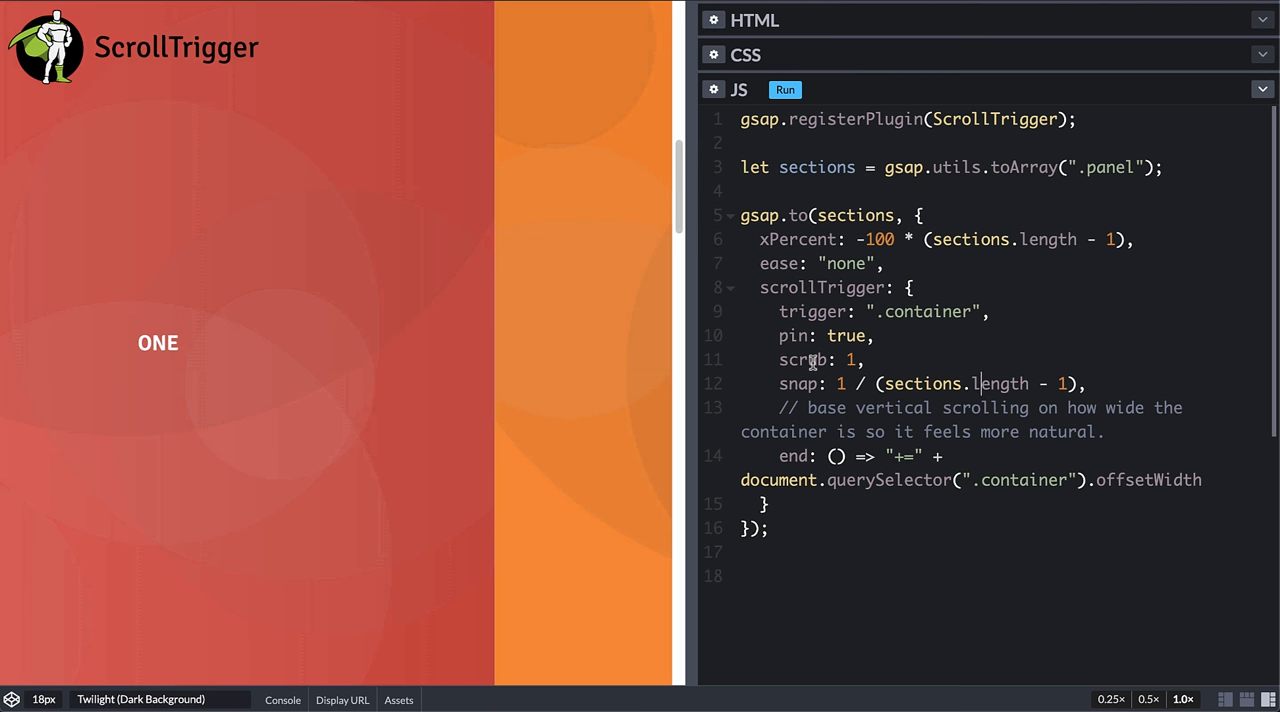 ScrollTrigger
ONE
HTML
CSS
JS
Run
1 gsap.registerPlugin(ScrollTrigger);
2
3 let sections = gsap.utils.toArray(".panel");
4
5 gsap.to(sections, {
6 xPercent: -100 * (sections.length - 1),
7 ease: "none",
8 scrollTrigger: {
9 trigger: ".container",
10 pin: true,
11 scrub: 1,
12 snap: 1 / (sections.length - 1),
13 // base vertical scrolling on how wide the
container is so it feels more natural.
14 end: () => "+=" +
document.querySelector(".container").offsetWidth
15 }
16 });
17
18
18px Twilight (Dark Background) Console Display URL Assets 0.25× 0.5× 1.0×